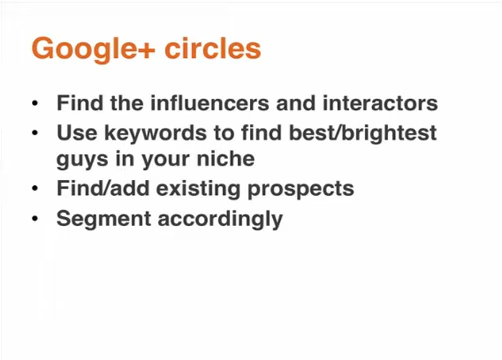 Google+ circles
• Find the influencers and interactors
• Use keywords to find best/brightest
guys in your niche
• Find/add existing prospects
• Segment accordingly